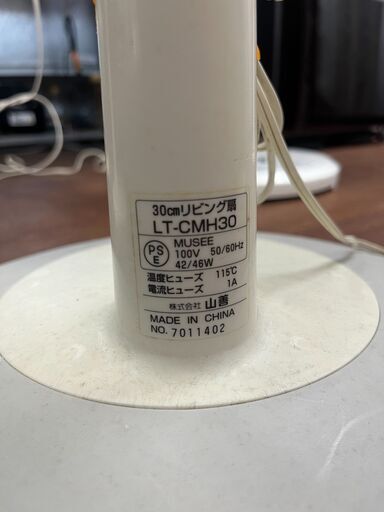 30cmリビング扇
LT-CMH30
PS
E
MUSEE
100V 50/60Hz
42/46W
温度ヒューズ 115℃
電流ヒューズ 1A
株式会社 山善
MADE IN CHINA
NO. 7011402